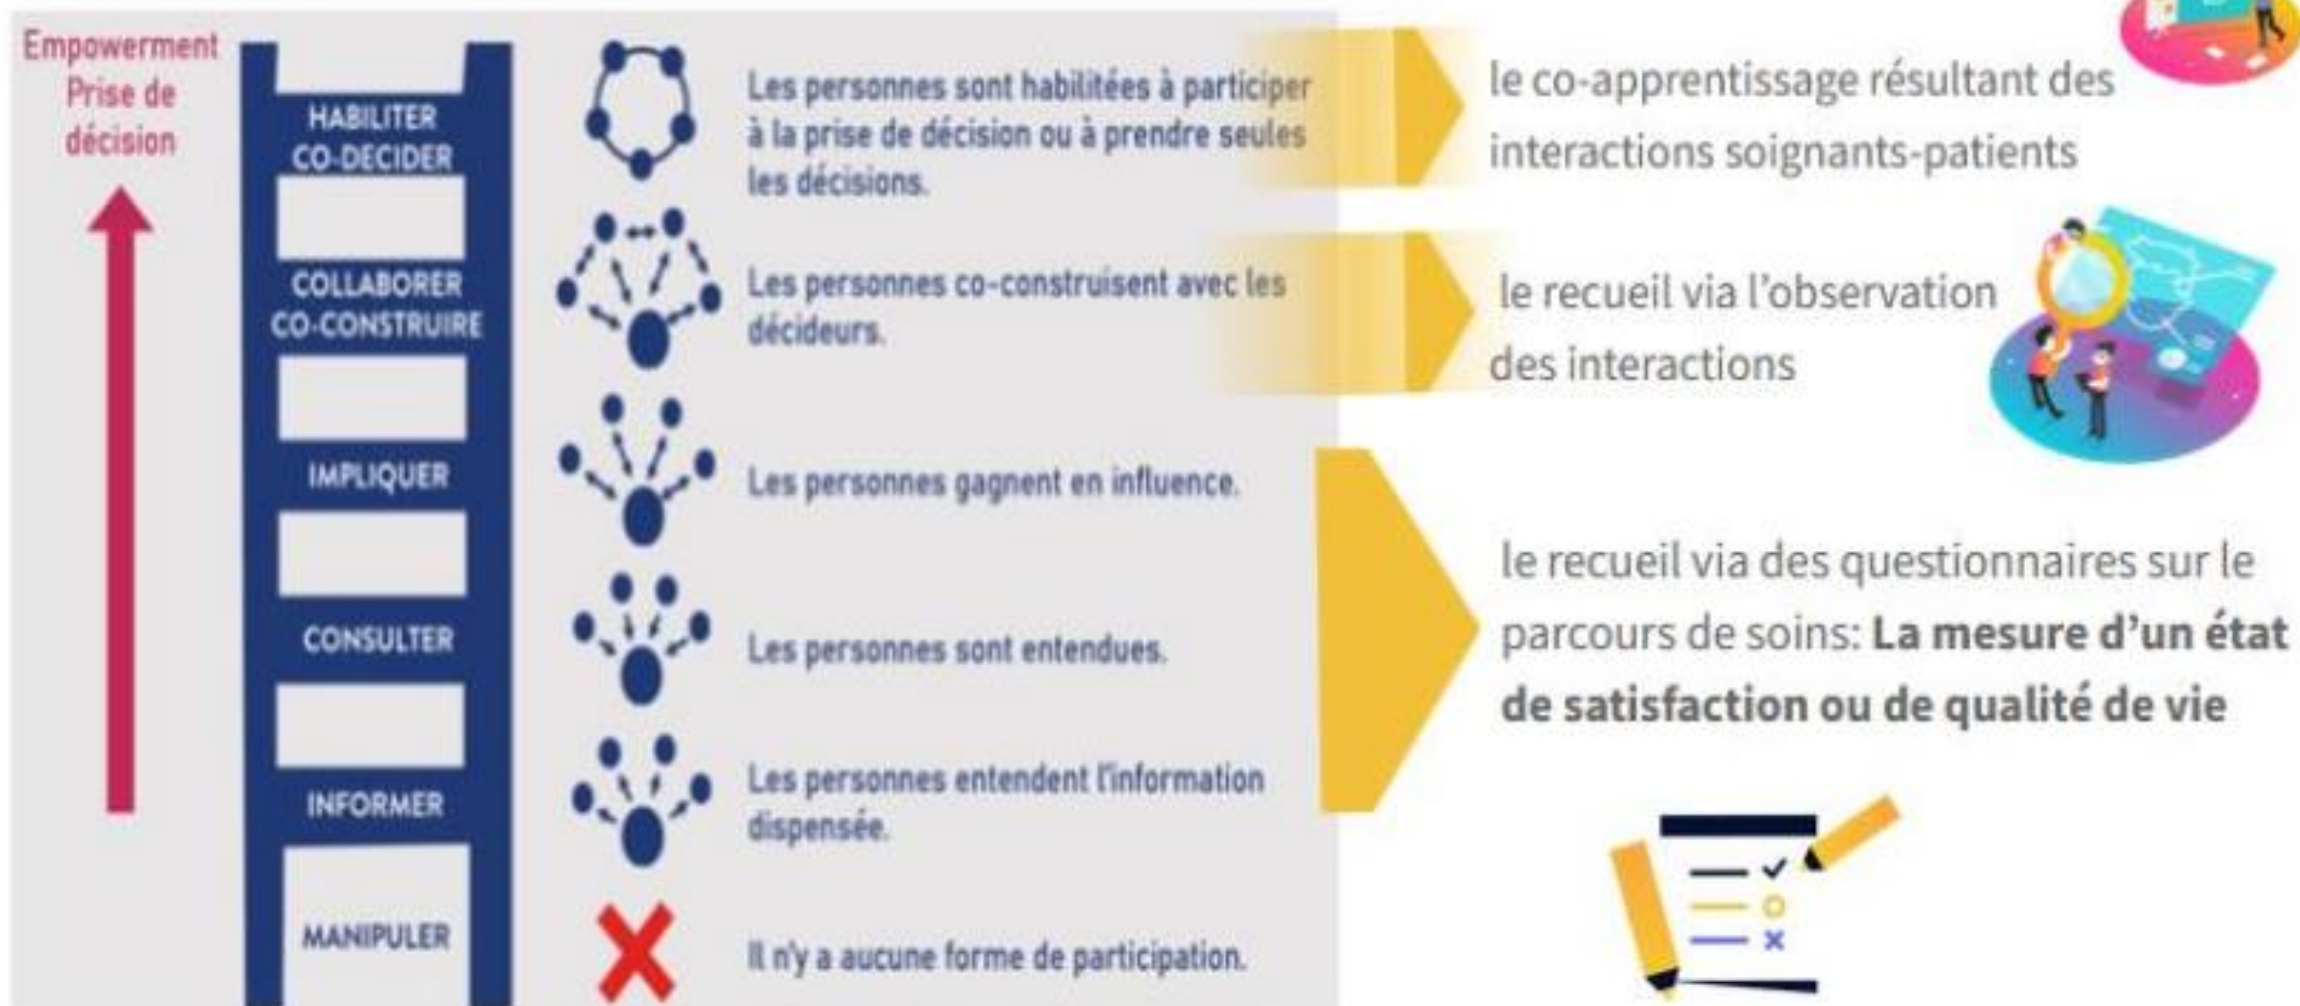 Empowerment
Prise de
décision
HABILITER
CO-DECIDER
Les personnes sont habilitées à participer
à la prise de décision ou à prendre seules
les décisions.
le co-apprentissage résultant des
interactions soignants-patients
COLLABORER
CO-CONSTRUIRE
Les personnes co-construisent avec les
décideurs.
le recueil via l’observation
des interactions
IMPLIQUER
Les personnes gagnent en influence.
CONSULTER
Les personnes sont entendues.
le recueil via des questionnaires sur le
parcours de soins: La mesure d’un état
de satisfaction ou de qualité de vie
INFORMER
Les personnes entendent l'information
dispensée.
MANIPULER
Il n'y a aucune forme de participation.